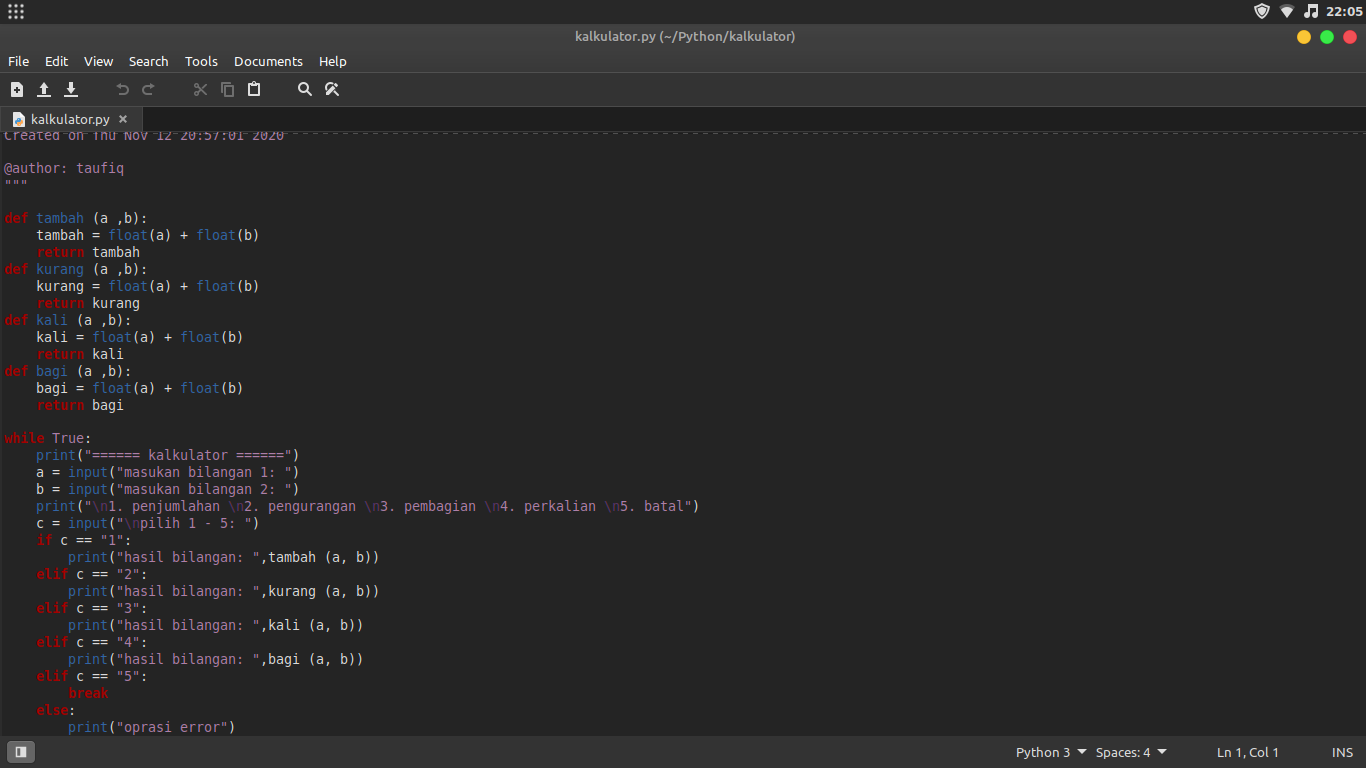 22:05
kalkulator.py (~/Python/kalkulator)
File Edit View Search Tools Documents Help
kalkulator.py
Created on Thu Nov 12 20:57:01 2020

@author: taufiq
"""

def tambah (a ,b):
    tambah = float(a) + float(b)
    return tambah
def kurang (a ,b):
    kurang = float(a) + float(b)
    return kurang
def kali (a ,b):
    kali = float(a) + float(b)
    return kali
def bagi (a ,b):
    bagi = float(a) + float(b)
    return bagi

while True:
    print("====== kalkulator ======")
    a = input("masukan bilangan 1: ")
    b = input("masukan bilangan 2: ")
    print("\n1. penjumlahan \n2. pengurangan \n3. pembagian \n4. perkalian \n5. batal")
    c = input("\npilih 1 - 5: ")
    if c == "1":
        print("hasil bilangan: ",tambah (a, b))
    elif c == "2":
        print("hasil bilangan: ",kurang (a, b))
    elif c == "3":
        print("hasil bilangan: ",kali (a, b))
    elif c == "4":
        print("hasil bilangan: ",bagi (a, b))
    elif c == "5":
        break
    else:
        print("oprasi error")
Python 3 Spaces: 4 Ln 1, Col 1 INS